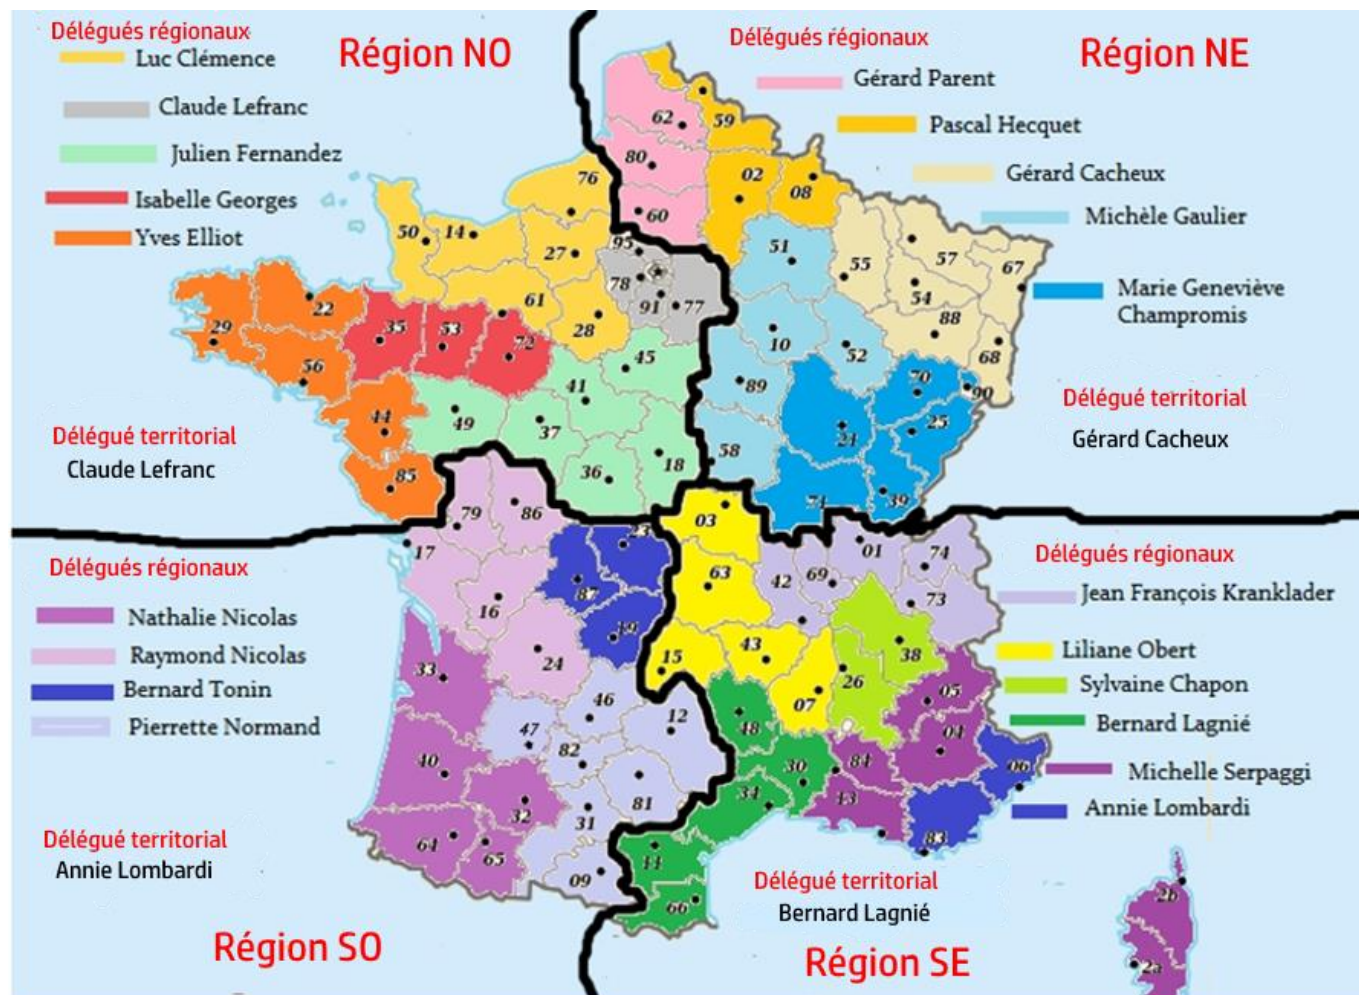 Délégués régionaux
Région NO
Luc Clémence
Claude Lefranc
Julien Fernandez
Isabelle Georges
Yves Elliot
Délégué territorial
Claude Lefranc
76
50
14
27
95
78
91
77
61
28
22
29
35
53
72
56
45
41
44
49
37
85
36
18
Délégués régionaux
Région NE
Gérard Parent
Pascal Hecquet
Gérard Cacheux
Michèle Gaulier
Marie Geneviève
Champromis
Délégué territorial
Gérard Cacheux
62
59
80
02
08
60
51
55
57
67
54
10
52
88
68
89
70
90
21
25
58
71
39
Délégués régionaux
Nathalie Nicolas
Raymond Nicolas
Bernard Tonin
Pierrette Normand
Délégué territorial
Annie Lombardi
Région SO
79
86
17
23
87
16
19
24
33
46
12
47
82
40
81
32
31
64
65
09
Délégués régionaux
Jean François Kranklader
Liliane Obert
Sylvaine Chapon
Bernard Lagnié
Michelle Serpaggi
Annie Lombardi
Délégué territorial
Bernard Lagnié
Région SE
03
01
74
63
42
69
73
43
38
15
26
07
05
48
04
84
30
06
34
13
83
11
66
2b
2a